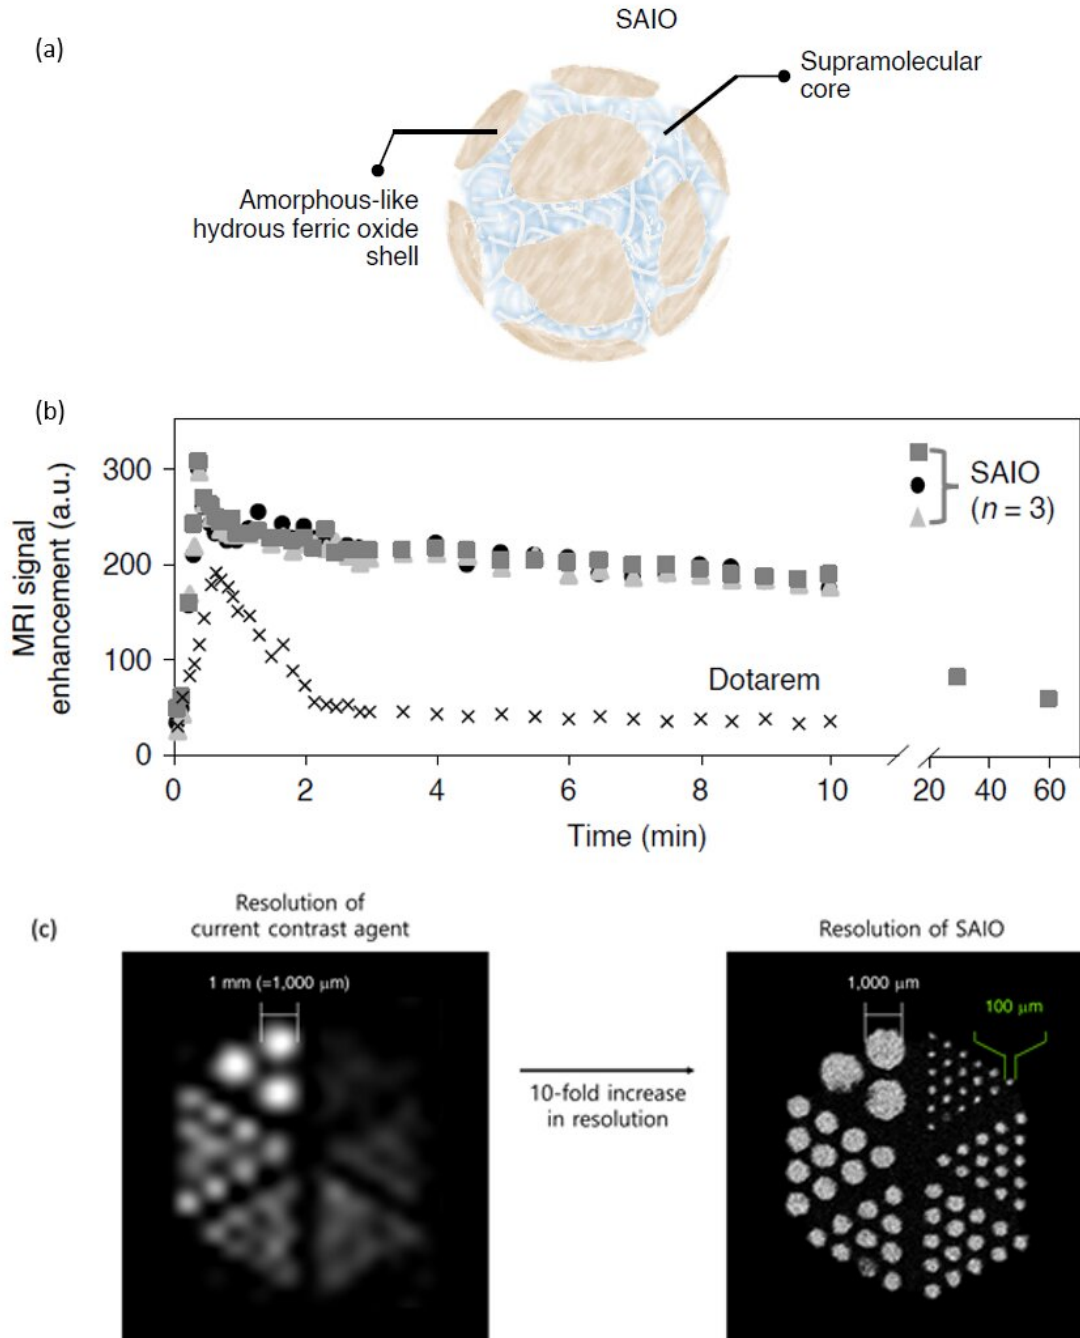 (a)
SAIO
Supramolecular
core
Amorphous-like
hydrous ferric oxide
shell
(b)
MRI signal
enhancement (a.u.)
300
200
100
0
SAIO
(n = 3)
Dotarem
0 2 4 6 8 10 20 40 60
Time (min)
(c)
Resolution of
current contrast agent
1 mm (=1,000 μm)
10-fold increase
in resolution
Resolution of SAIO
1,000 μm
100 μm